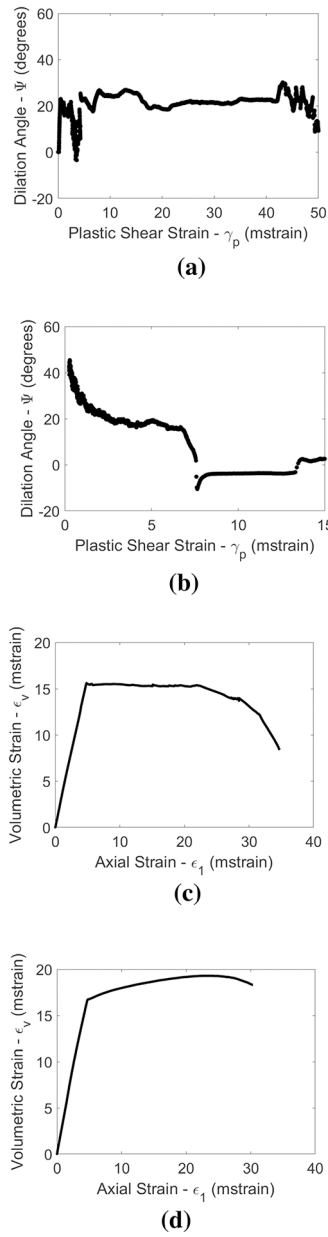 60
40
20
0
-20
Dilation Angle - Ψ (degrees)
0 10 20 30 40 50
Plastic Shear Strain - γp (mstrain)
(a)
60
40
20
0
-20
Dilation Angle - Ψ (degrees)
0 5 10 15
Plastic Shear Strain - γp (mstrain)
(b)
20
15
10
5
0
Volumetric Strain - ϵv (mstrain)
0 10 20 30 40
Axial Strain - ϵ1 (mstrain)
(c)
20
15
10
5
0
Volumetric Strain - ϵv (mstrain)
0 10 20 30 40
Axial Strain - ϵ1 (mstrain)
(d)